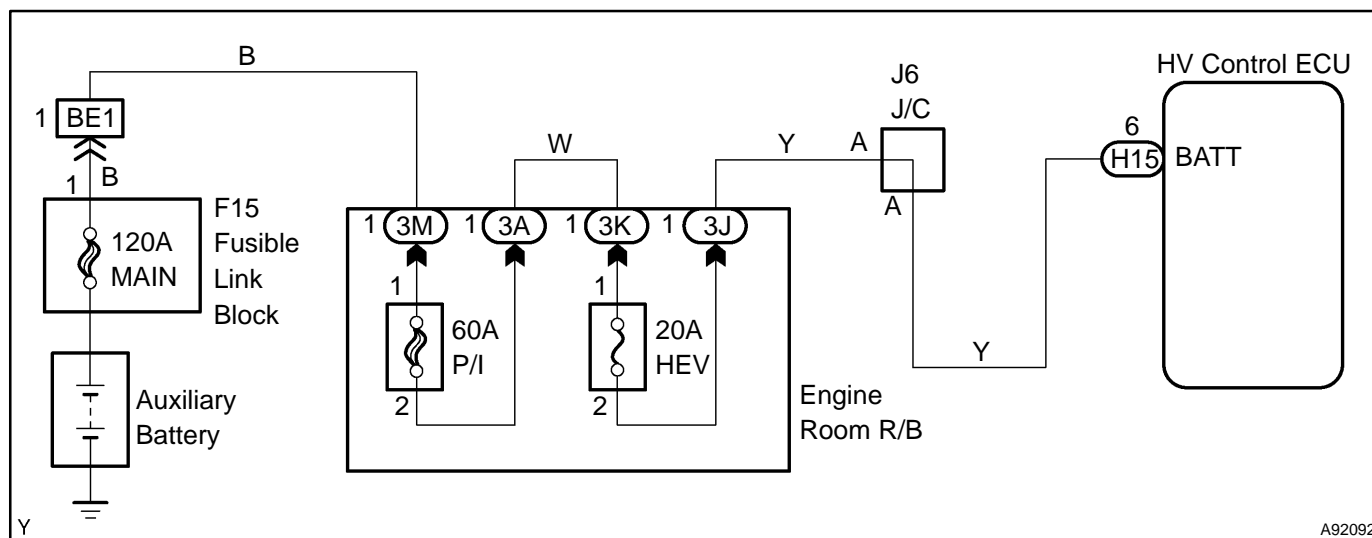 B
1 BE1
1 B
120A
MAIN
F15
Fusible
Link
Block
Auxiliary
Battery
W
1 3M 1 3A 1 3K 1 3J
1
60A
P/I
2
1
20A
HEV
2
Engine
Room R/B
Y
A
J6
J/C
A
Y
HV Control ECU
6
H15
BATT
Y
A92092